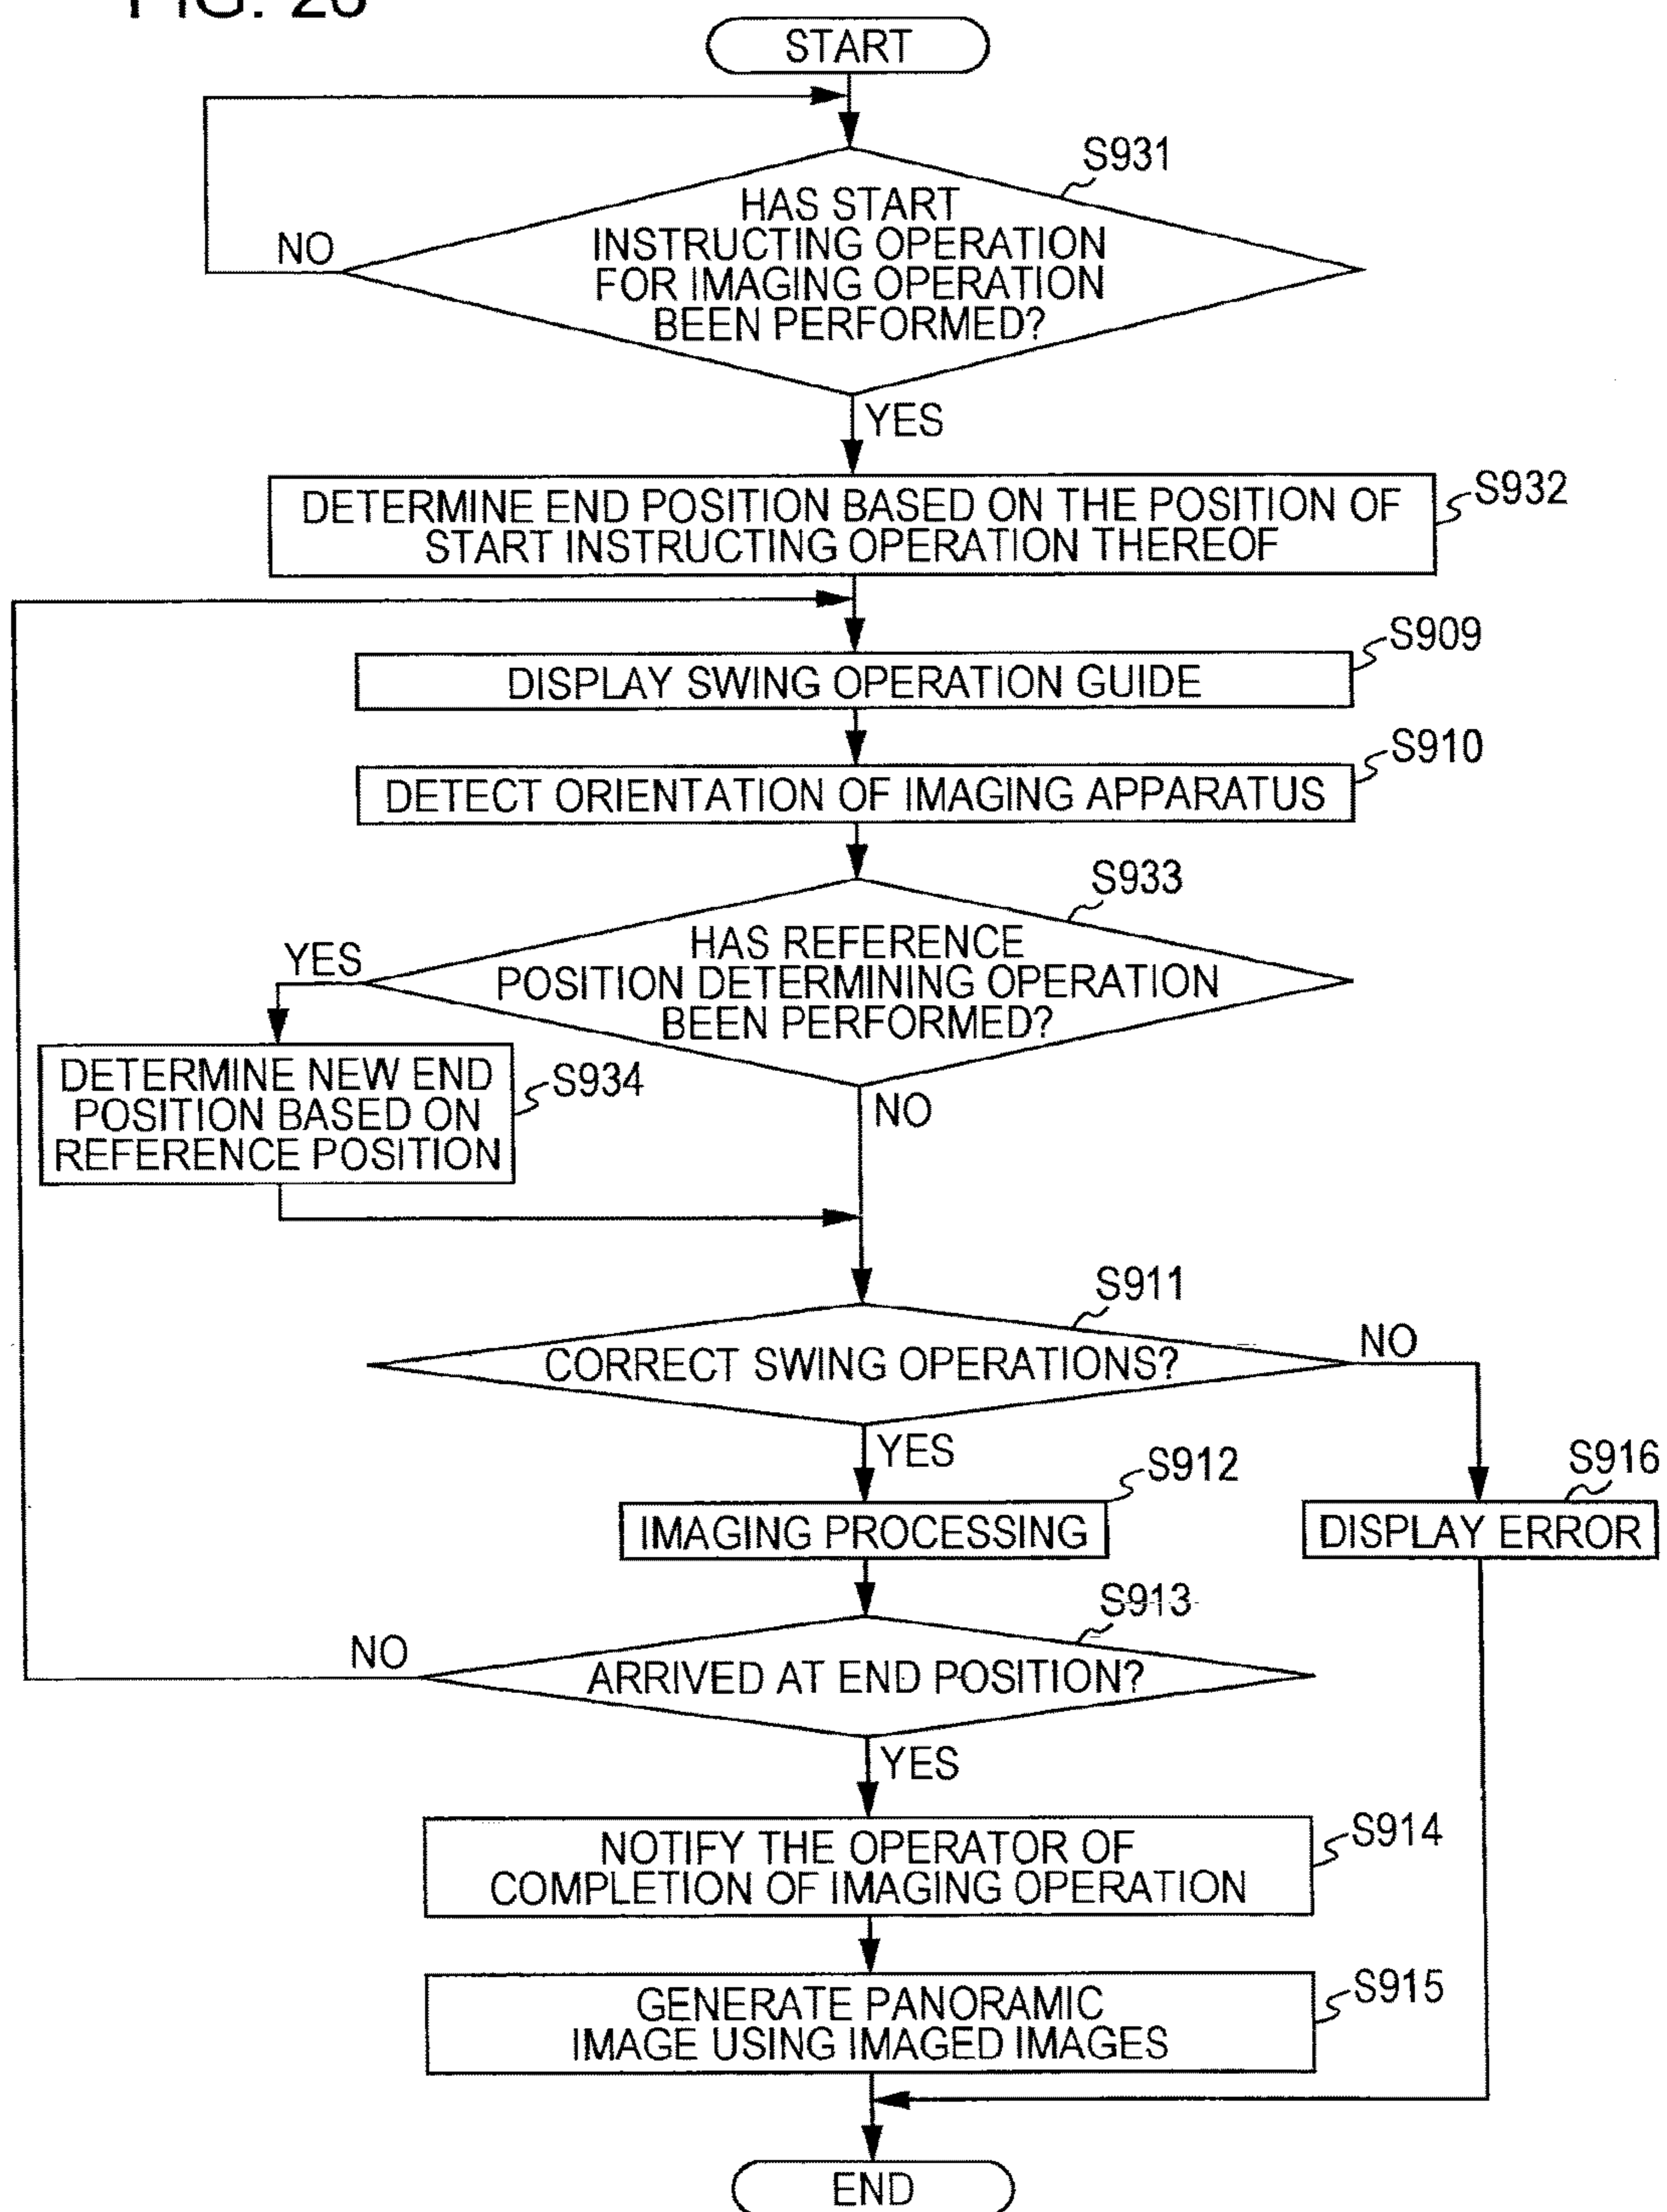 START
S931
HAS START
INSTRUCTING OPERATION
FOR IMAGING OPERATION
BEEN PERFORMED?
NO
YES
S932
DETERMINE END POSITION BASED ON THE POSITION OF
START INSTRUCTING OPERATION THEREOF
S909
DISPLAY SWING OPERATION GUIDE
S910
DETECT ORIENTATION OF IMAGING APPARATUS
S933
HAS REFERENCE
POSITION DETERMINING OPERATION
BEEN PERFORMED?
YES
NO
DETERMINE NEW END
POSITION BASED ON
REFERENCE POSITION
S934
S911
CORRECT SWING OPERATIONS?
NO
YES
S912
IMAGING PROCESSING
S916
DISPLAY ERROR
S913
ARRIVED AT END POSITION?
NO
YES
S914
NOTIFY THE OPERATOR OF
COMPLETION OF IMAGING OPERATION
S915
GENERATE PANORAMIC
IMAGE USING IMAGED IMAGES
END